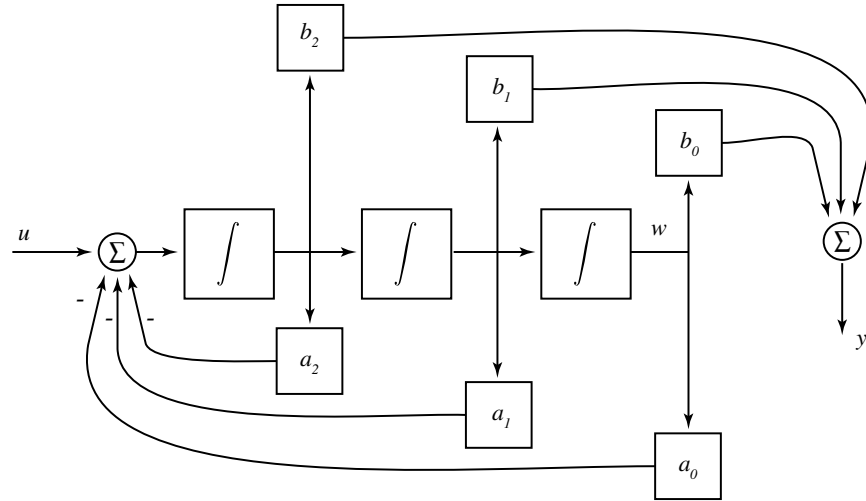 b₂
b₁
b₀
u
Σ
∫
∫
∫
w
Σ
-
-
-
y
a₂
a₁
a₀